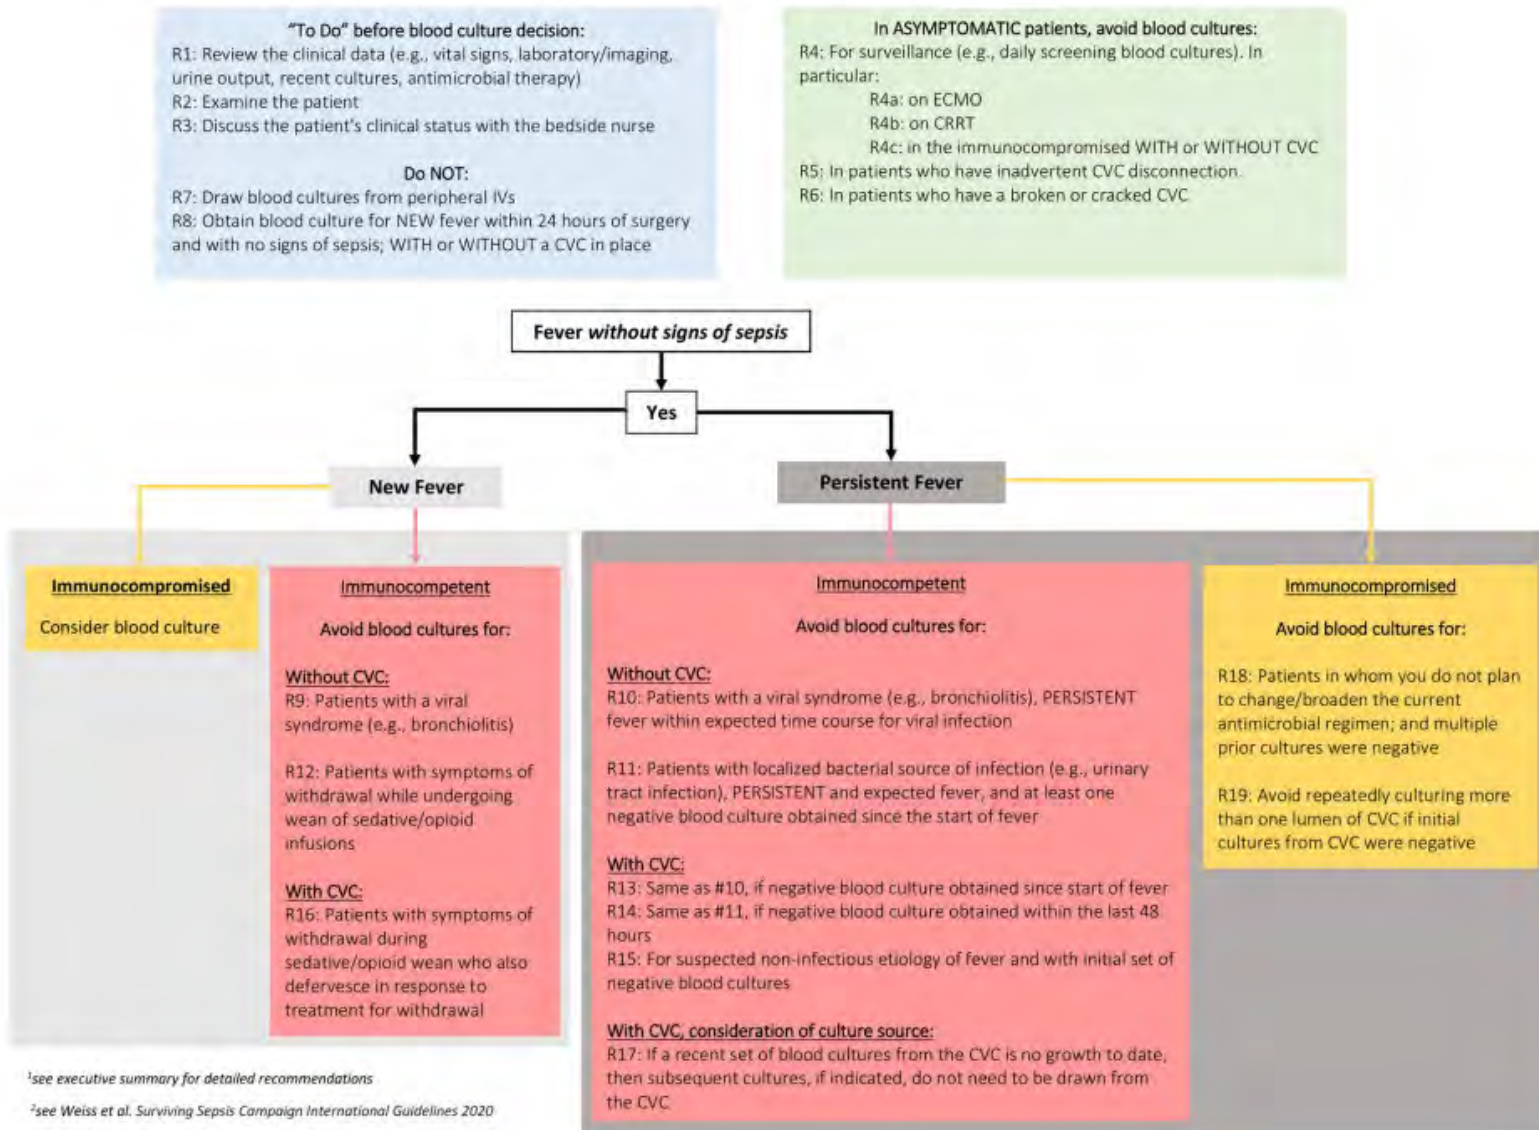 "To Do" before blood culture decision:
R1: Review the clinical data (e.g., vital signs, laboratory/imaging,
urine output, recent cultures, antimicrobial therapy)
R2: Examine the patient
R3: Discuss the patient's clinical status with the bedside nurse
Do NOT:
R7: Draw blood cultures from peripheral IVs
R8: Obtain blood culture for NEW fever within 24 hours of surgery
and with no signs of sepsis; WITH or WITHOUT a CVC in place
In ASYMPTOMATIC patients, avoid blood cultures:
R4: For surveillance (e.g., daily screening blood cultures). In
particular:
R4a: on ECMO
R4b: on CRRT
R4c: in the immunocompromised WITH or WITHOUT CVC
R5: In patients who have inadvertent CVC disconnection.
R6: In patients who have a broken or cracked CVC
Fever without signs of sepsis
Yes
New Fever
Persistent Fever
Immunocompromised
Consider blood culture
Immunocompetent
Avoid blood cultures for:
Without CVC:
R9: Patients with a viral
syndrome (e.g., bronchiolitis)
R12: Patients with symptoms of
withdrawal while undergoing
wean of sedative/opioid
infusions
With CVC:
R16: Patients with symptoms of
withdrawal during
sedative/opioid wean who also
defervesce in response to
treatment for withdrawal
Immunocompetent
Avoid blood cultures for:
Without CVC:
R10: Patients with a viral syndrome (e.g., bronchiolitis), PERSISTENT
fever within expected time course for viral infection
R11: Patients with localized bacterial source of infection (e.g., urinary
tract infection), PERSISTENT and expected fever, and at least one
negative blood culture obtained since the start of fever
With CVC:
R13: Same as #10, if negative blood culture obtained since start of fever
R14: Same as #11, if negative blood culture obtained within the last 48
hours
R15: For suspected non-infectious etiology of fever and with initial set of
negative blood cultures
With CVC, consideration of culture source:
R17: If a recent set of blood cultures from the CVC is no growth to date,
then subsequent cultures, if indicated, do not need to be drawn from
the CVC
Immunocompromised
Avoid blood cultures for:
R18: Patients in whom you do not plan
to change/broaden the current
antimicrobial regimen; and multiple
prior cultures were negative
R19: Avoid repeatedly culturing more
than one lumen of CVC if initial
cultures from CVC were negative
1see executive summary for detailed recommendations
2see Weiss et al. Surviving Sepsis Campaign International Guidelines 2020